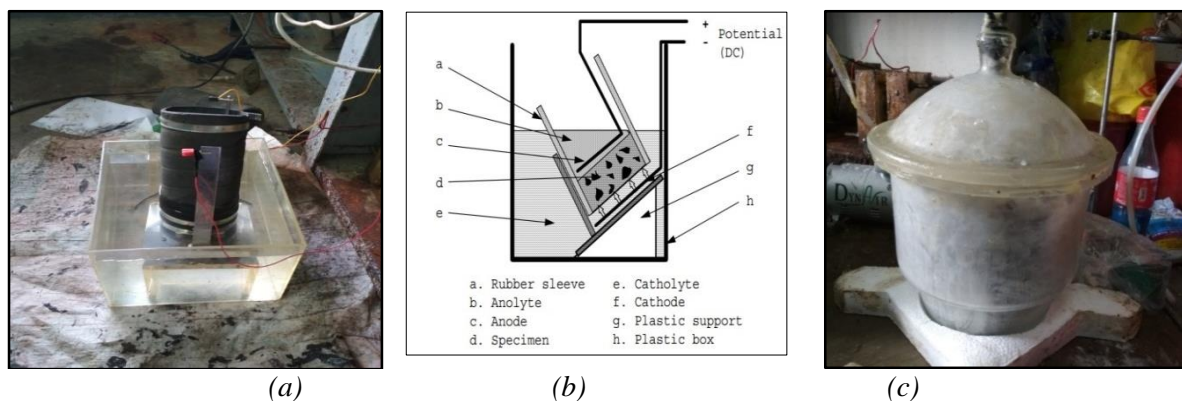 +
Potential
-
(DC)
a
b
c
d
e
f
g
h
a. Rubber sleeve e. Catholyte
b. Anolyte f. Cathode
c. Anode g. Plastic support
d. Specimen h. Plastic box
(a) (b) (c)